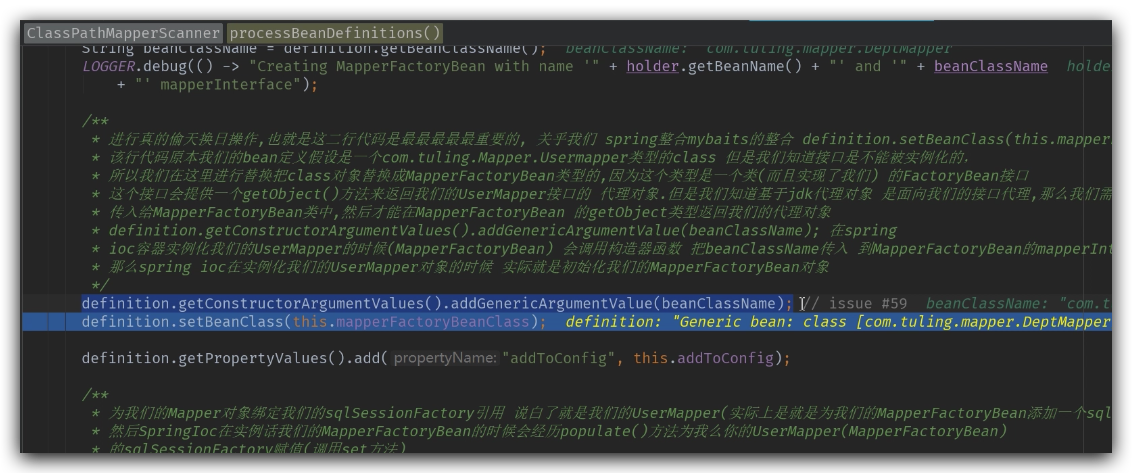 ClassPathMapperScanner processBeanDefinitions()
String beanClassName = definition.getBeanClassName();  beanClassName: "com.tuling.mapper.DeptMapper
LOGGER.debug(() -> "Creating MapperFactoryBean with name '" + holder.getBeanName() + "' and '" + beanClassName  holde
+ "' mapperInterface");
/**
* 进行真的偷天换日操作,也就是这二行代码是最最最最最重要的, 关乎我们 spring整合mybaits的整合 definition.setBeanClass(this.mapper
* 该行代码原本我们的bean定义假设是一个com.tuling.Mapper.Usermapper类型的class 但是我们知道接口是不能被实例化的.
* 所以我们在这里进行替换把class对象替换成MapperFactoryBean类型的,因为这个类型是一个类(而且实现了我们) 的FactoryBean接口
* 这个接口会提供一个getObject()方法来返回我们的UserMapper接口的 代理对象.但是我们知道基于jdk代理对象 是面向我们的接口代理,那么我们需
* 传入给MapperFactoryBean类中,然后才能在MapperFactoryBean 的getObject类型返回我们的代理对象
* definition.getConstructorArgumentValues().addGenericArgumentValue(beanClassName); 在spring
* ioc容器实例化我们的UserMapper的时候(MapperFactoryBean) 会调用构造器函数 把beanClassName传入 到MapperFactoryBean的mapperInt
* 那么spring ioc在实例化我们的UserMapper对象的时候 实际就是初始化我们的MapperFactoryBean对象
*/
definition.getConstructorArgumentValues().addGenericArgumentValue(beanClassName); // issue #59  beanClassName: "com.t
definition.setBeanClass(this.mapperFactoryBeanClass);  definition: "Generic bean: class [com.tuling.mapper.DeptMapper
definition.getPropertyValues().add( propertyName: "addToConfig", this.addToConfig);
/**
* 为我们的Mapper对象绑定我们的sqlSessionFactory引用 说白了就是我们的UserMapper(实际上是就是为我们的MapperFactoryBean添加一个sql
* 然后SpringIoc在实例话我们的MapperFactoryBean的时候会经历populate()方法为我么你的UserMapper(MapperFactoryBean)
* 的sqlSessionFactory赋值(调用set方法)